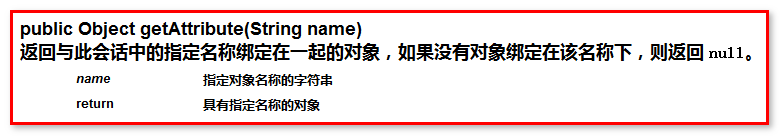 public Object getAttribute(String name)
返回与此会话中的指定名称绑定在一起的对象，如果没有对象绑定在该名称下，则返回 null。
name 指定对象名称的字符串
return 具有指定名称的对象